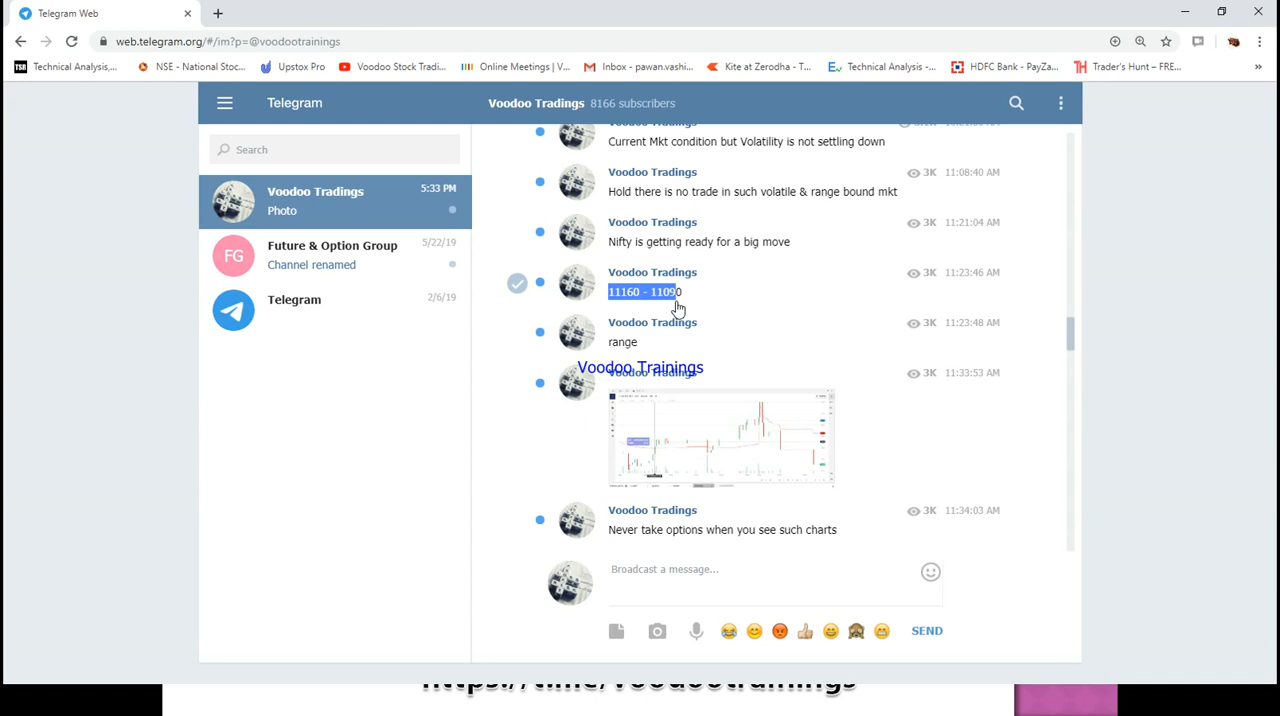 Telegram Web
web.telegram.org/#/im?p=@voodootrainings
Technical Analysis,...
NSE - National Stoc...
Upstox Pro
Voodoo Stock Tradi...
Online Meetings | V...
Inbox - pawan.vashi...
Kite at Zerodha - T...
Technical Analysis -...
HDFC Bank - PayZa...
Trader's Hunt – FRE...
Telegram
Voodoo Tradings 8166 subscribers
Search
Voodoo Tradings 5:33 PM
Photo
FG
Future & Option Group 5/22/19
Channel renamed
Telegram 2/6/19
Voodoo Tradings
Current Mkt condition but Volatility is not settling down
Voodoo Tradings 3K 11:08:40 AM
Hold there is no trade in such volatile & range bound mkt
Voodoo Tradings 3K 11:21:04 AM
Nifty is getting ready for a big move
Voodoo Tradings 3K 11:23:46 AM
11160 - 11090
Voodoo Tradings 3K 11:23:48 AM
range
Voodoo Trainings
Voodoo Tradings 3K 11:33:53 AM
Voodoo Tradings 3K 11:34:03 AM
Never take options when you see such charts
Broadcast a message...
SEND
https://t.me/voodootrainings